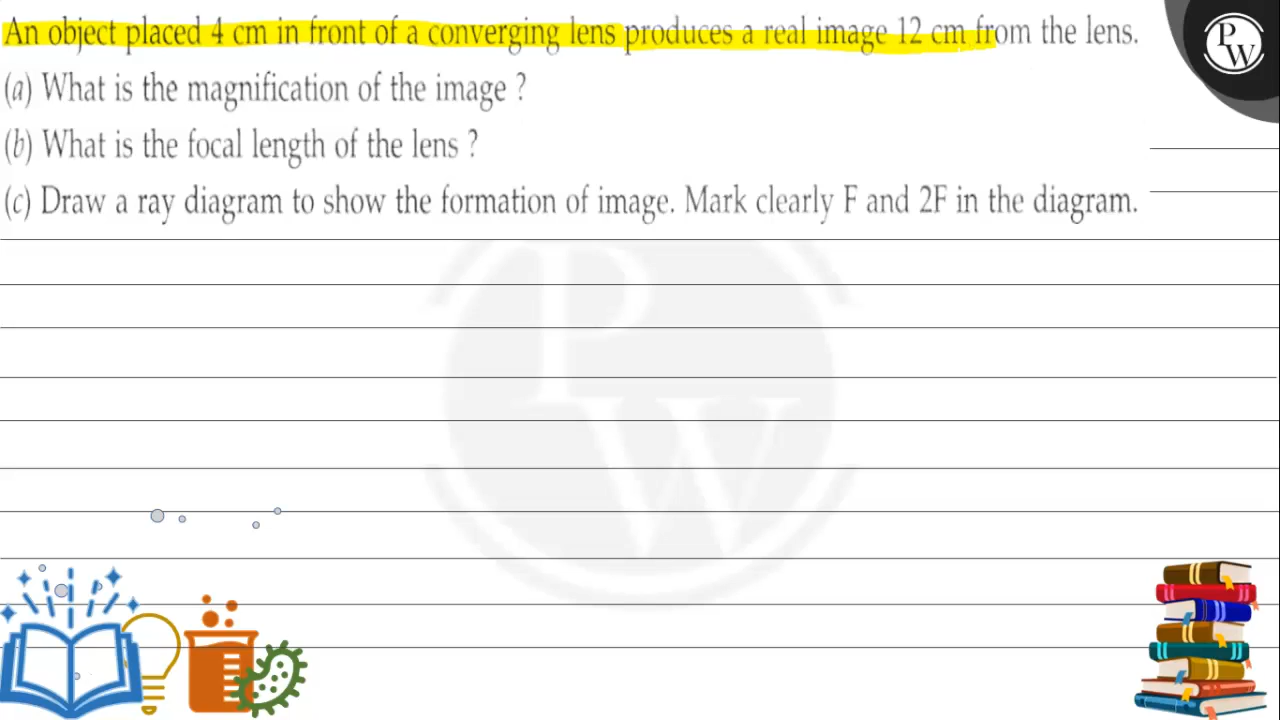 An object placed 4 cm in front of a converging lens produces a real image 12 cm from the lens.
(a) What is the magnification of the image ?
(b) What is the focal length of the lens ?
(c) Draw a ray diagram to show the formation of image. Mark clearly F and 2F in the diagram.
P
W
P
W